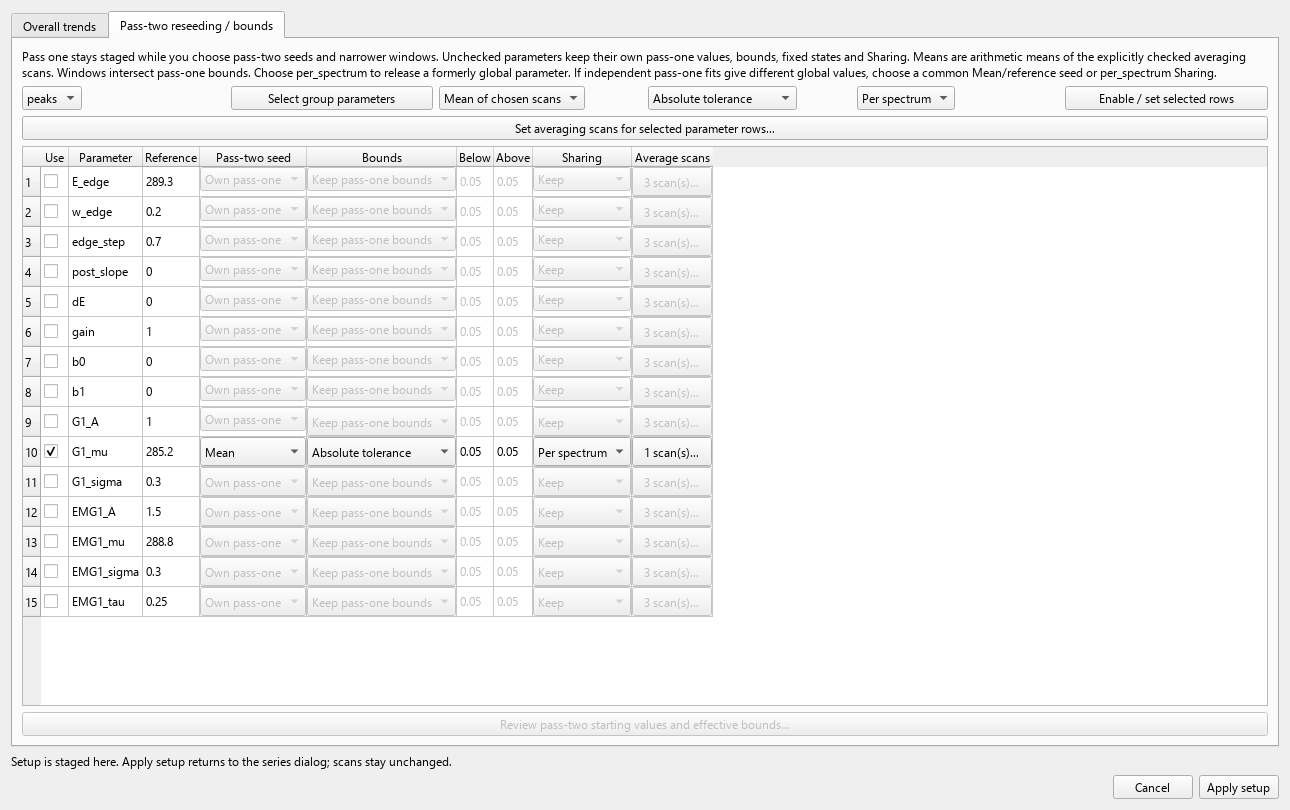 Overall trends
Pass-two reseeding / bounds
Pass one stays staged while you choose pass-two seeds and narrower windows. Unchecked parameters keep their own pass-one values, bounds, fixed states and Sharing. Means are arithmetic means of the explicitly checked averaging
scans. Windows intersect pass-one bounds. Choose per_spectrum to release a formerly global parameter. If independent pass-one fits give different global values, choose a common Mean/reference seed or per_spectrum Sharing.
peaks Select group parameters Mean of chosen scans Absolute tolerance Per spectrum Enable / set selected rows
Set averaging scans for selected parameter rows...
Use Parameter Reference Pass-two seed Bounds Below Above Sharing Average scans
1 E_edge 289.3 Own pass-one Keep pass-one bounds 0.05 0.05 Keep 3 scan(s)...
2 w_edge 0.2 Own pass-one Keep pass-one bounds 0.05 0.05 Keep 3 scan(s)...
3 edge_step 0.7 Own pass-one Keep pass-one bounds 0.05 0.05 Keep 3 scan(s)...
4 post_slope 0 Own pass-one Keep pass-one bounds 0.05 0.05 Keep 3 scan(s)...
5 dE 0 Own pass-one Keep pass-one bounds 0.05 0.05 Keep 3 scan(s)...
6 gain 1 Own pass-one Keep pass-one bounds 0.05 0.05 Keep 3 scan(s)...
7 b0 0 Own pass-one Keep pass-one bounds 0.05 0.05 Keep 3 scan(s)...
8 b1 0 Own pass-one Keep pass-one bounds 0.05 0.05 Keep 3 scan(s)...
9 G1_A 1 Own pass-one Keep pass-one bounds 0.05 0.05 Keep 3 scan(s)...
10 G1_mu 285.2 Mean Absolute tolerance 0.05 0.05 Per spectrum 1 scan(s)...
11 G1_sigma 0.3 Own pass-one Keep pass-one bounds 0.05 0.05 Keep 3 scan(s)...
12 EMG1_A 1.5 Own pass-one Keep pass-one bounds 0.05 0.05 Keep 3 scan(s)...
13 EMG1_mu 288.8 Own pass-one Keep pass-one bounds 0.05 0.05 Keep 3 scan(s)...
14 EMG1_sigma 0.3 Own pass-one Keep pass-one bounds 0.05 0.05 Keep 3 scan(s)...
15 EMG1_tau 0.25 Own pass-one Keep pass-one bounds 0.05 0.05 Keep 3 scan(s)...
Review pass-two starting values and effective bounds...
Setup is staged here. Apply setup returns to the series dialog; scans stay unchanged.
Cancel Apply setup